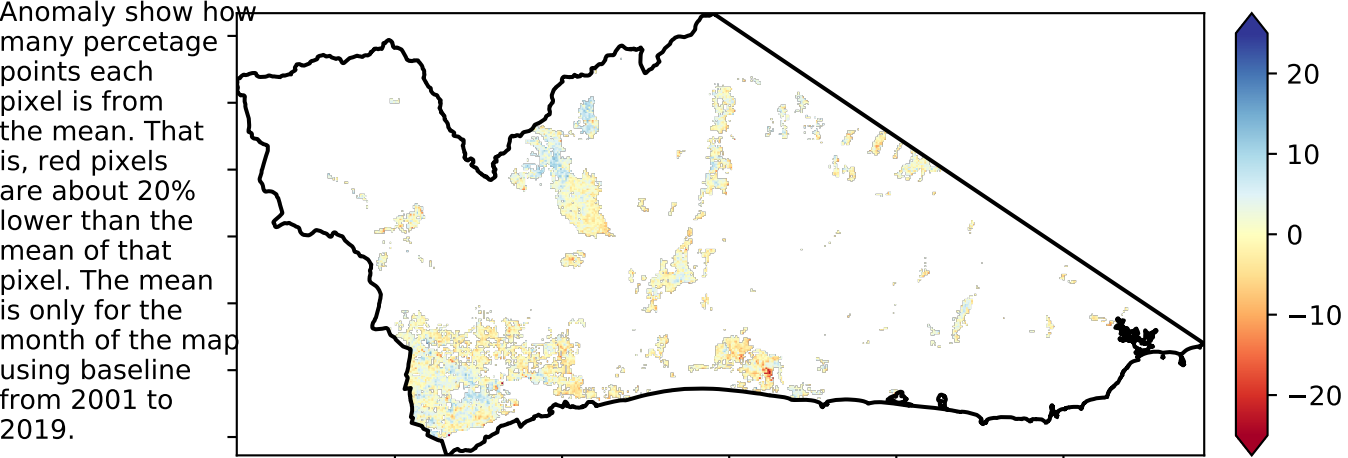 Anomaly show how
many percetage
points each
pixel is from
the mean. That
is, red pixels
are about 20%
lower than the
mean of that
pixel. The mean
is only for the
month of the map
using baseline
from 2001 to
2019.
20
10
0
−10
−20